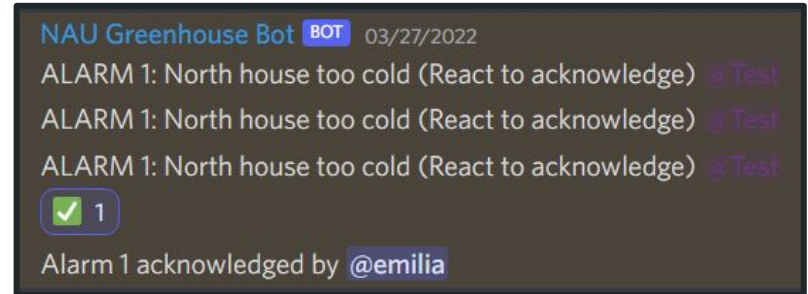 NAU Greenhouse Bot BOT 03/27/2022
ALARM 1: North house too cold (React to acknowledge) @Test
ALARM 1: North house too cold (React to acknowledge) @Test
ALARM 1: North house too cold (React to acknowledge) @Test
✅ 1
Alarm 1 acknowledged by @emilia